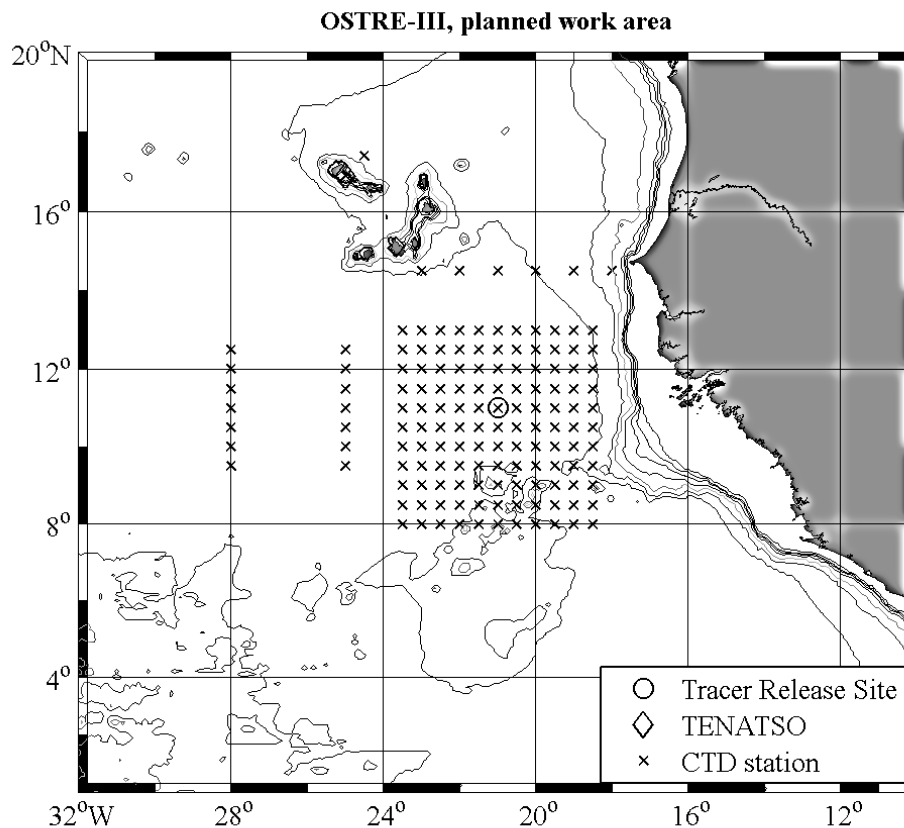 OSTRE-III, planned work area
20°N
16°
12°
8°
4°
Tracer Release Site
TENATSO
CTD station
32°W 28° 24° 20° 16° 12°